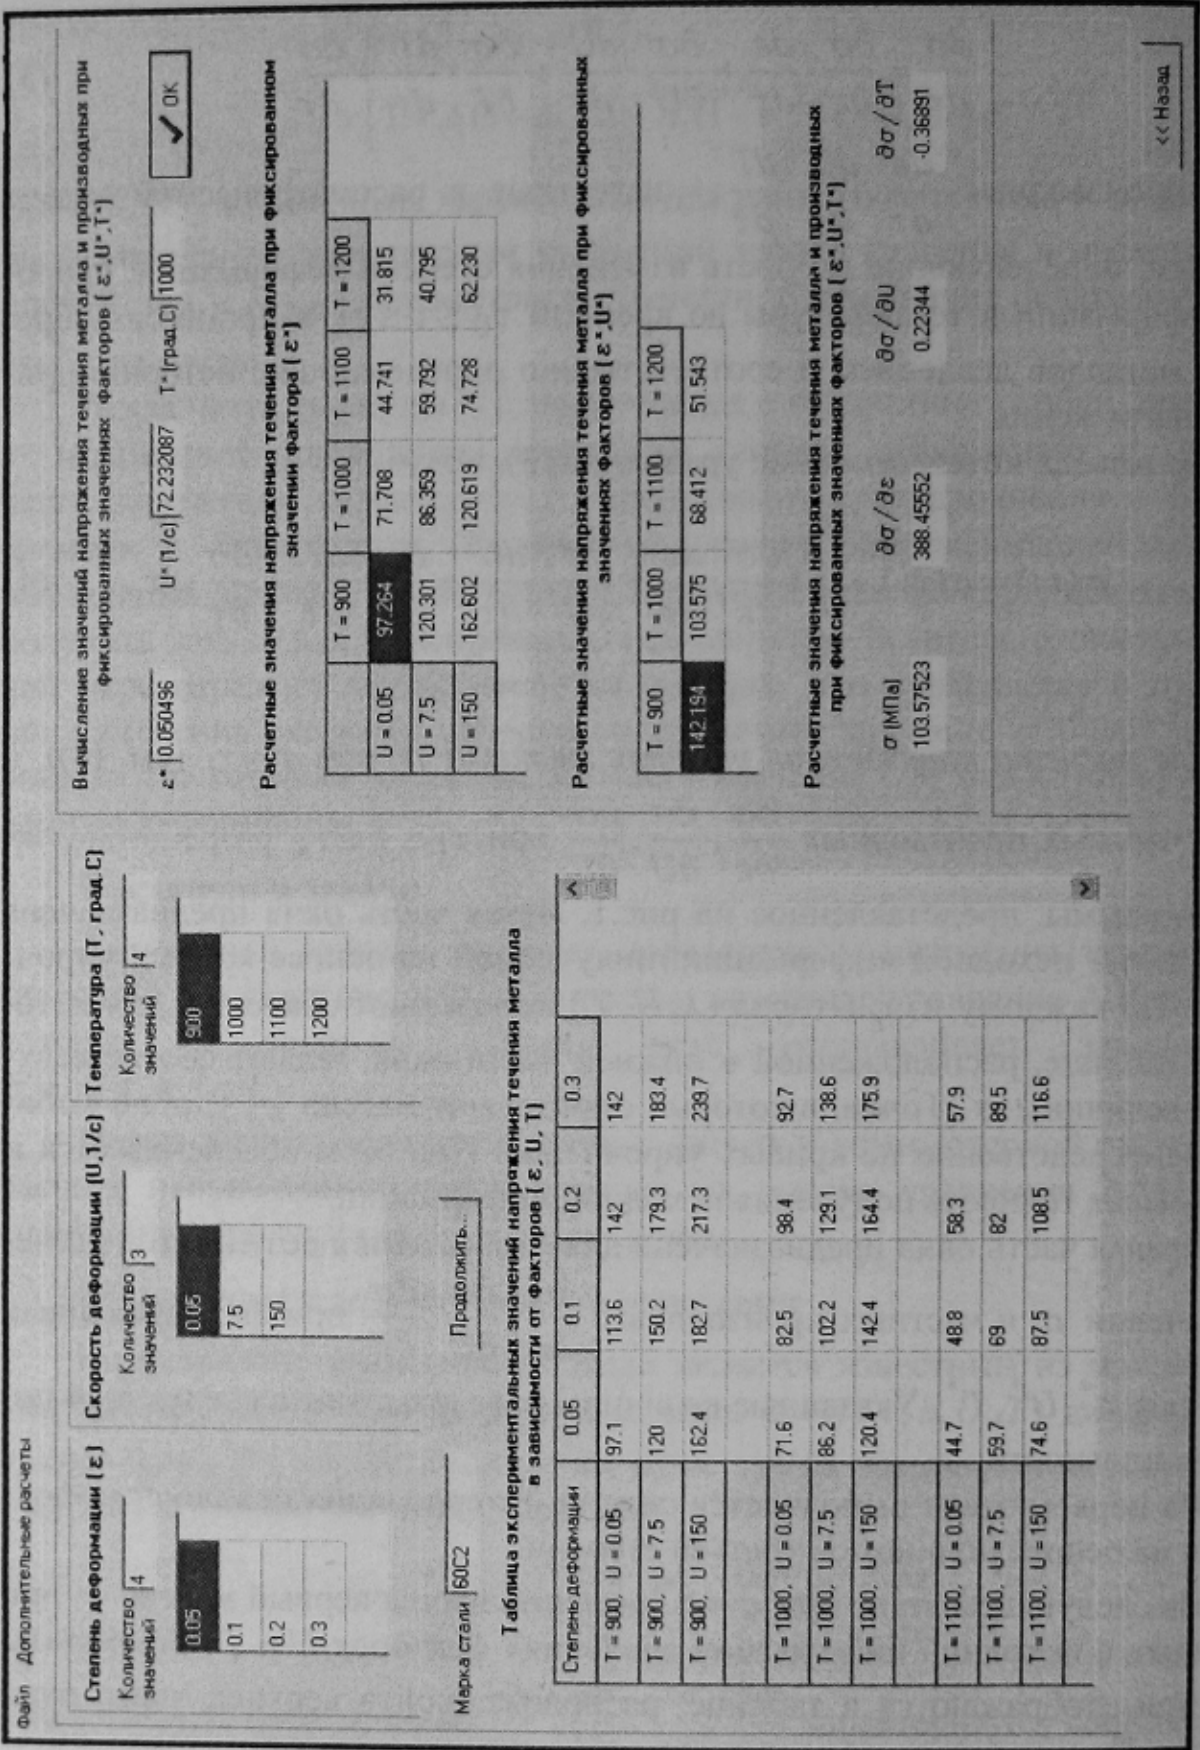 Файл Дополнительные расчеты
Степень деформации ( ε )
Количество значений 4
0.05
0.1
0.2
0.3
Скорость деформации (U,1/c)
Количество значений 3
0.05
7.5
150
Температура (T, град.C)
Количество значений 4
900
1000
1100
1200
Марка стали 60С2
Продолжить...
Таблица экспериментальных значений напряжения течения металла
в зависимости от факторов ( ε, U, T)
Степень деформации 0.05 0.1 0.2 0.3
T = 900, U = 0.05 97.1 113.6 142 142
T = 900, U = 7.5 120 150.2 179.3 183.4
T = 900, U = 150 162.4 182.7 217.3 239.7
T = 1000, U = 0.05 71.6 82.5 98.4 92.7
T = 1000, U = 7.5 86.2 102.2 129.1 138.6
T = 1000, U = 150 120.4 142.4 164.4 175.9
T = 1100, U = 0.05 44.7 48.8 58.3 57.9
T = 1100, U = 7.5 59.7 69 82 89.5
T = 1100, U = 150 74.6 87.5 108.5 116.6
Вычисление значений напряжения течения металла и производных при
фиксированных значениях факторов ( ε*,U*,T*)
ε* 0.050496 U* (1/c) 72.232087 T* (град.C) 1000 OK
Расчетные значения напряжения течения металла при фиксированном
значении фактора ( ε*)
T = 900 T = 1000 T = 1100 T = 1200
U = 0.05 97.264 71.708 44.741 31.815
U = 7.5 120.301 86.359 59.792 40.795
U = 150 162.602 120.619 74.728 62.230
Расчетные значения напряжения течения металла при фиксированных
значениях факторов ( ε*,U*)
T = 900 T = 1000 T = 1100 T = 1200
142.194 103.575 68.412 51.543
Расчетные значения напряжения течения металла и производных
при фиксированных значениях факторов ( ε*,U*,T*)
σ (МПа) ∂σ/∂ε ∂σ/∂U ∂σ/∂T
103.57523 388.45552 0.22344 -0.36891
<< Назад